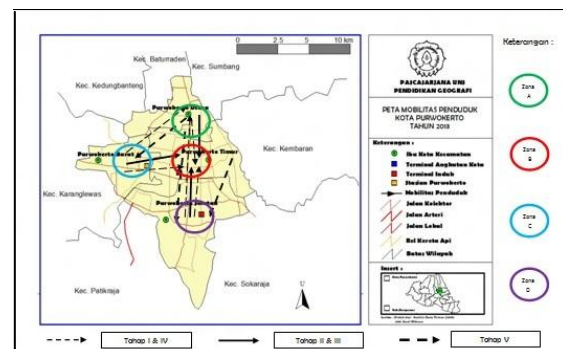 Kec. Baturraden
Kec. Sumbang
Kec. Kedungbanteng
Purwokerto Utara
Purwokerto Barat
Purwokerto Timur
Kec. Kembaran
Kec. Karanglewas
Purwokerto Selatan
Kec. Patikraja
Kec. Sokaraja
0 2.5 5 10 km
U
PASCASARJANA UNS
PENDIDIKAN GEOGRAFI
PETA MOBILITAS PENDUDUK
KOTA PURWOKERTO
TAHUN 2018
Keterangan :
Ibu Kota Kecamatan
Terminal Angkutan Kota
Terminal Induk
Stasiun Purwokerto
Mobilitas Penduduk
Jalan Kolektor
Jalan Arteri
Jalan Lokal
Rel Kereta Api
Batas Wilayah
Insert :
Keterangan :
Zona
A
Zona
B
Zona
C
Zona
D
Tahap I & IV
Tahap II & III
Tahap V